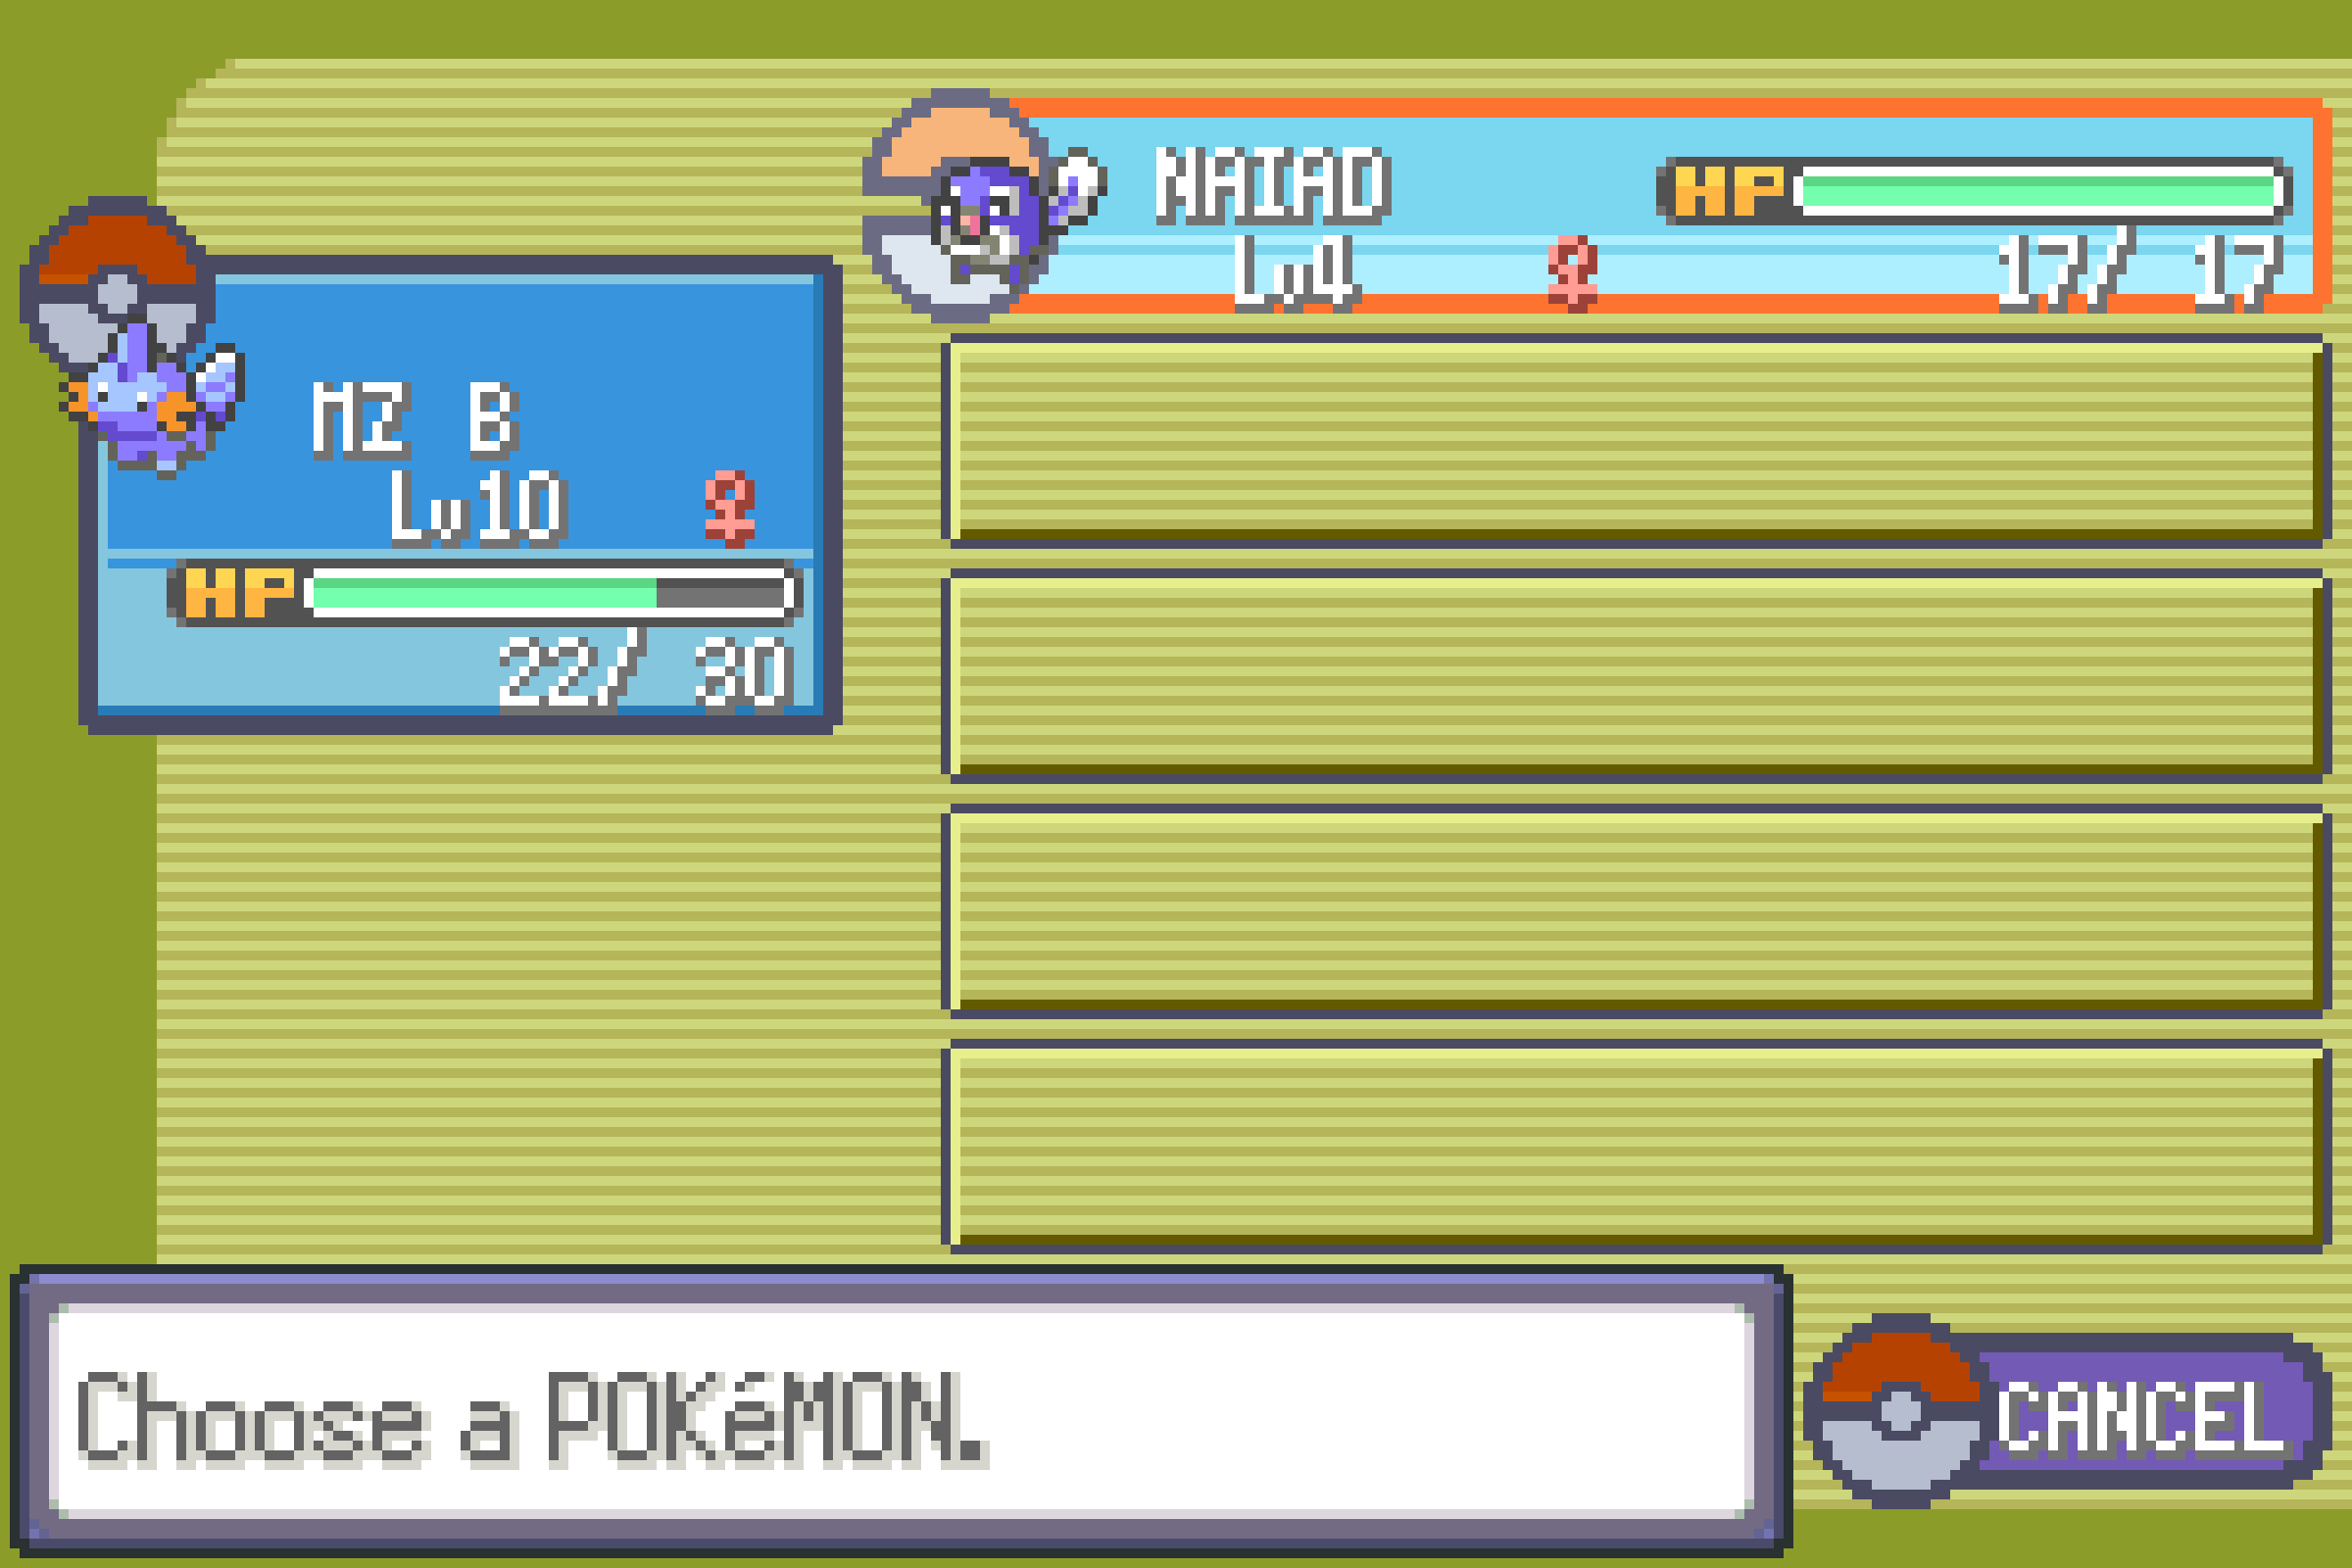 MZ B
Lv10 ♀
HP
22/ 30
NAIAD
Lv4 ♀
HP
17/ 17
Choose a POKéMON.
CANCEL